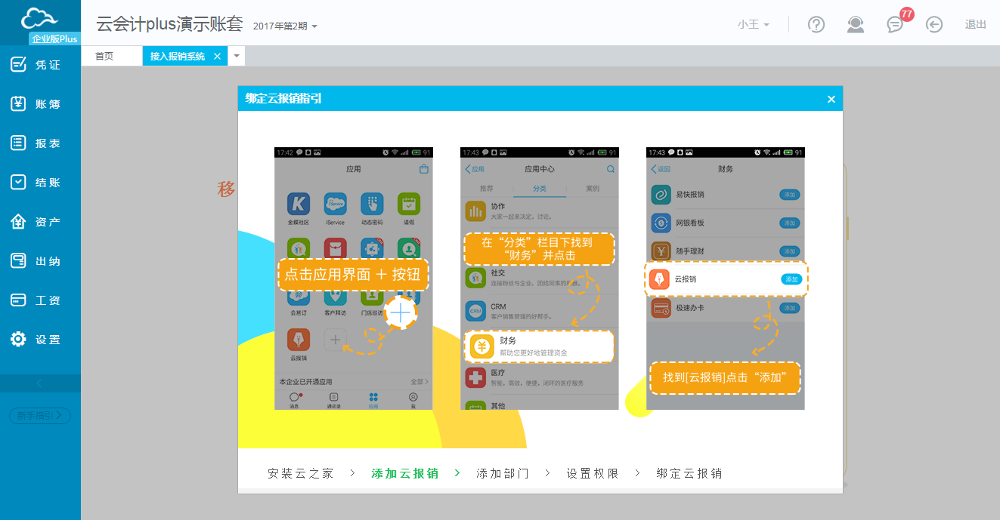 云会计plus演示账套 2017年第2期
小王
77
退出
企业版Plus
首页
接入报销系统
凭证
账簿
报表
结账
资产
出纳
工资
设置
新手指引
移
绑定云报销指引
17:42
91
应用
金蝶社区
iService
动态密码
请假
点击应用界面 + 按钮
会易订
客户拜访
门店巡访
云报销
本企业已开通应用
全部
消息
通讯录
应用
我
17:43
91
应用
应用中心
推荐
分类
案例
协作
大家一起来决定，讨论。
在“分类”栏目下找到
“财务”并点击
社交
连接粉丝与企业、团结同事的利器。
CRM
CRM
客户销售管理的好帮手。
财务
帮助您更好地管理资金
医疗
智能，高效，便捷，闭环的医疗服务
其他
17:43
91
返回
财务
易快报销
添加
网银看板
添加
随手理财
添加
云报销
添加
极速办卡
添加
找到[云报销]点击“添加”
安装云之家 > 添加云报销 > 添加部门 > 设置权限 > 绑定云报销